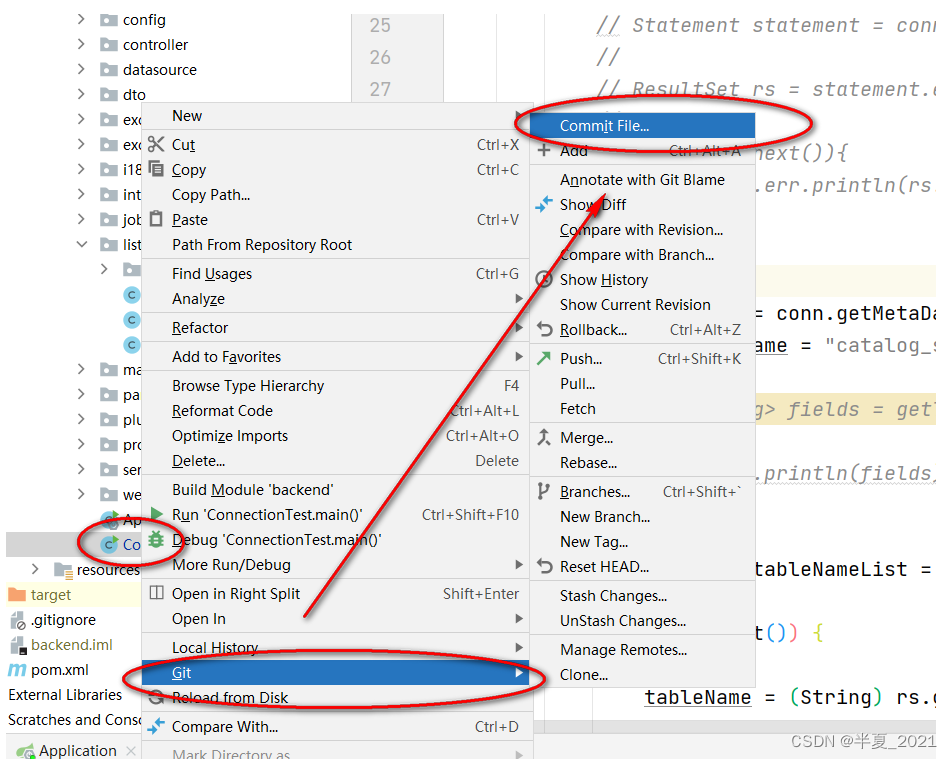 config
controller
datasource
dto
exc
exc
i18
int
job
list
ma
pa
plu
pro
ser
we
Ap
Co
resources
target
.gitignore
backend.iml
pom.xml
External Libraries
Scratches and Conso
Application
New
Cut Ctrl+X
Copy Ctrl+C
Copy Path...
Paste Ctrl+V
Path From Repository Root
Find Usages Ctrl+G
Analyze
Refactor
Add to Favorites
Browse Type Hierarchy F4
Reformat Code Ctrl+Alt+L
Optimize Imports Ctrl+Alt+O
Delete... Delete
Build Module 'backend'
Run 'ConnectionTest.main()' Ctrl+Shift+F10
Debug 'ConnectionTest.main()'
More Run/Debug
Open in Right Split Shift+Enter
Open In
Local History
Git
Reload from Disk
Compare With... Ctrl+D
Mark Directory as
Commit File...
Add Ctrl+Alt+A
Annotate with Git Blame
Show Diff
Compare with Revision...
Compare with Branch...
Show History
Show Current Revision
Rollback... Ctrl+Alt+Z
Push... Ctrl+Shift+K
Pull...
Fetch
Merge...
Rebase...
Branches... Ctrl+Shift+`
New Branch...
New Tag...
Reset HEAD...
Stash Changes...
UnStash Changes...
Manage Remotes...
Clone...
25 // Statement statement = conn
26 //
27 // ResultSet rs = statement.e
next()){
.err.println(rs.
= conn.getMetaDa
ame = "catalog_s
g> fields = getT
.println(fields
tableNameList =
t()) {
tableName = (String) rs.g
CSDN @半夏_2021